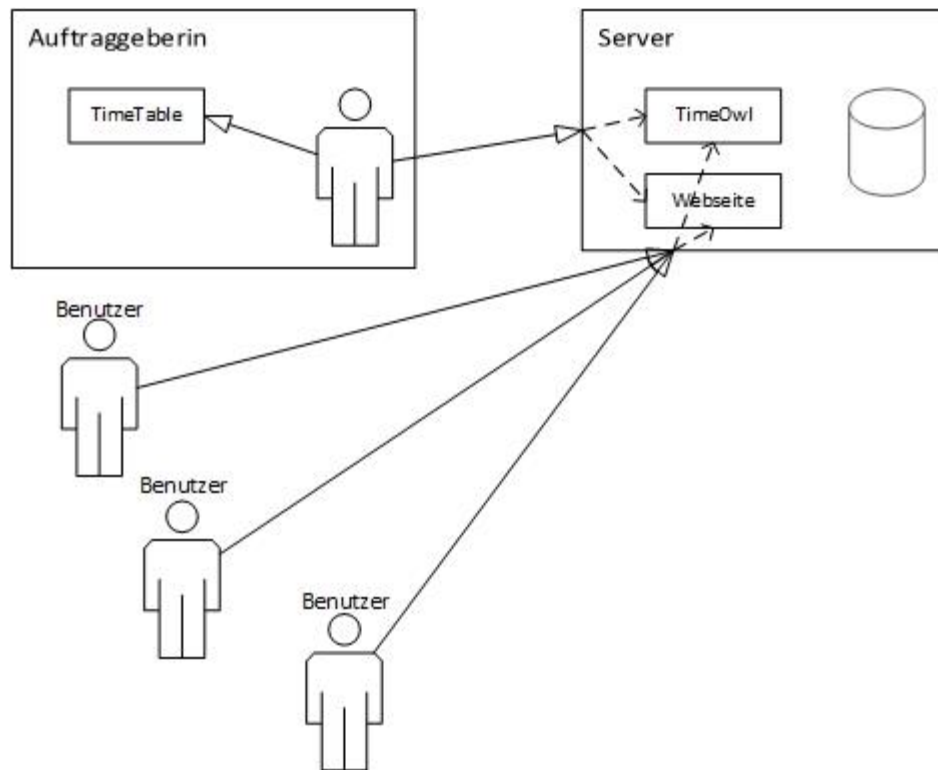 Auftraggeberin
TimeTable
Server
TimeOwl
Webseite
Benutzer
Benutzer
Benutzer